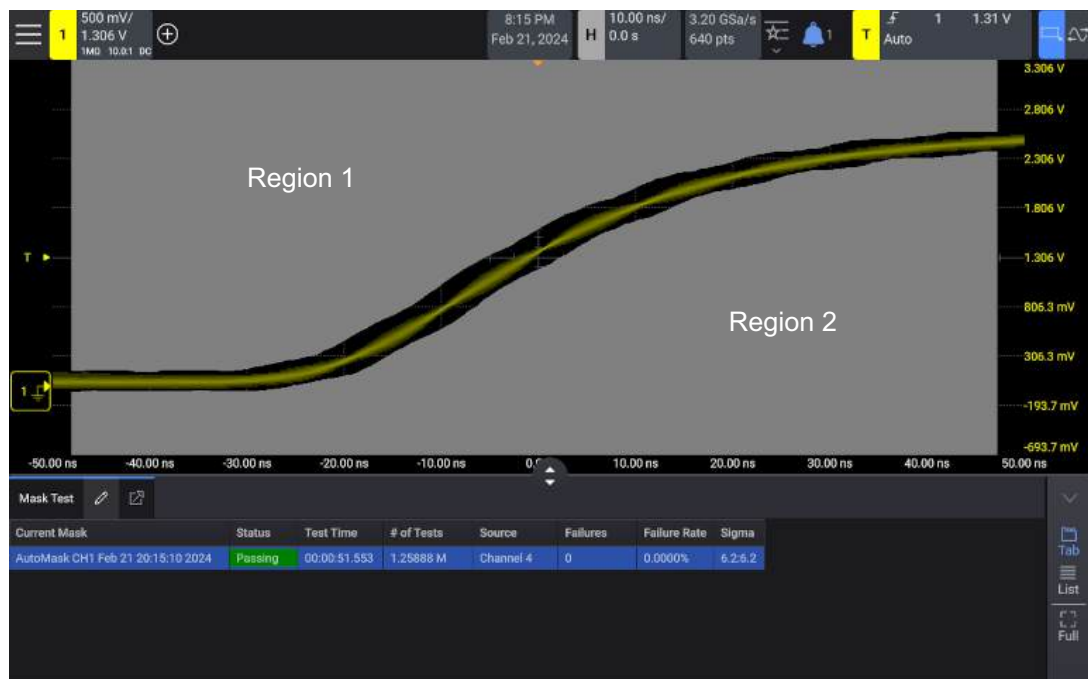 500 mV/
1
1.306 V
1MΩ 10.0:1 DC
8:15 PM
Feb 21, 2024
H
10.00 ns/
0.0 s
3.20 GSa/s
640 pts
1
T
1
1.31 V
Auto
3.306 V
2.806 V
2.306 V
1.806 V
1.306 V
806.3 mV
306.3 mV
-193.7 mV
-693.7 mV
Region 1
T
Region 2
1
-50.00 ns
-40.00 ns
-30.00 ns
-20.00 ns
-10.00 ns
10.00 ns
20.00 ns
30.00 ns
40.00 ns
50.00 ns
Mask Test
Current Mask Status Test Time # of Tests Source Failures Failure Rate Sigma
AutoMask CH1 Feb 21 20:15:10 2024 Passing 00:00:51.553 1.25888 M Channel 4 0 0.0000% 6.2:6.2
Tab
List
Full